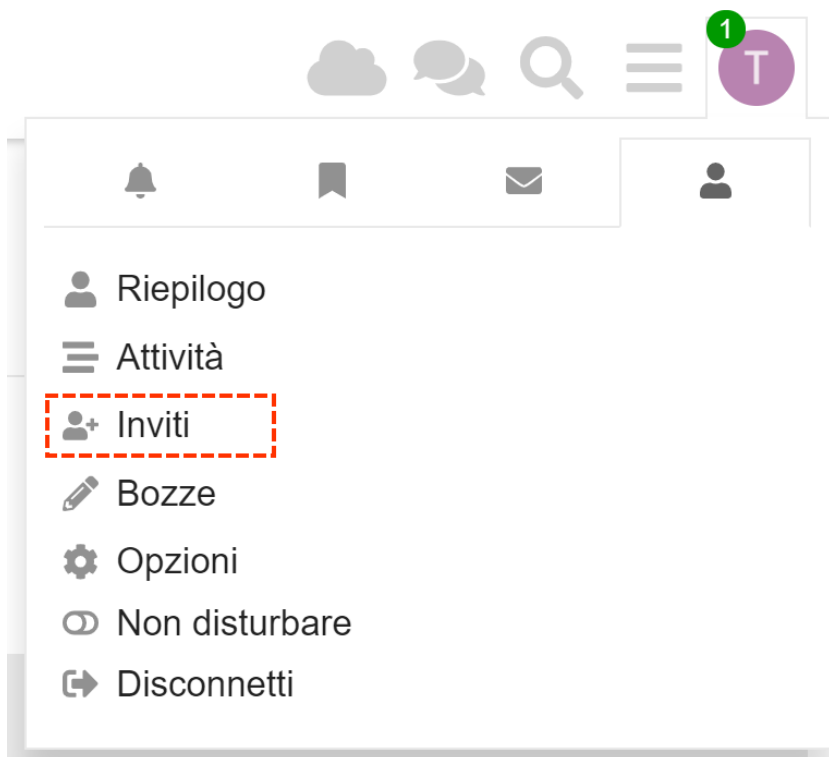 1
T
Riepilogo
Attività
Inviti
Bozze
Opzioni
Non disturbare
Disconnetti